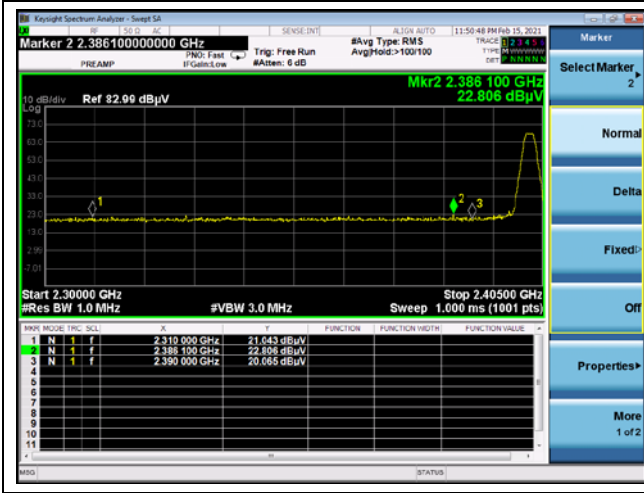 Keysight Spectrum Analyzer - Swept SA
RF 50 Ω AC SENSE:INT ALIGN AUTO 11:50:48 PM Feb 15, 2021
Marker 2 2.386100000000 GHz #Avg Type: RMS TRACE 1 2 3 4 5 6 Marker
PNO: Fast Trig: Free Run Avg|Hold:>100/100 TYPE M
PREAMP IFGain:Low #Atten: 6 dB DET P N N N N N
Select Marker
2
Mkr2 2.386 100 GHz
10 dB/div Ref 82.99 dBµV 22.806 dBµV
Log
73.0
63.0
53.0
43.0
33.0
23.0
13.0
2.99
-7.01
1
2
3
Normal
Delta
Fixed
Off
Start 2.30000 GHz Stop 2.40500 GHz
#Res BW 1.0 MHz #VBW 3.0 MHz Sweep 1.000 ms (1001 pts)
MKR MODE TRC SCL X Y FUNCTION FUNCTION WIDTH FUNCTION VALUE
1 N 1 f 2.310 000 GHz 21.043 dBµV
2 N 1 f 2.386 100 GHz 22.806 dBµV
3 N 1 f 2.390 000 GHz 20.065 dBµV
4
5
6
7
8
9
10
11
Properties
More
1 of 2
MSG STATUS